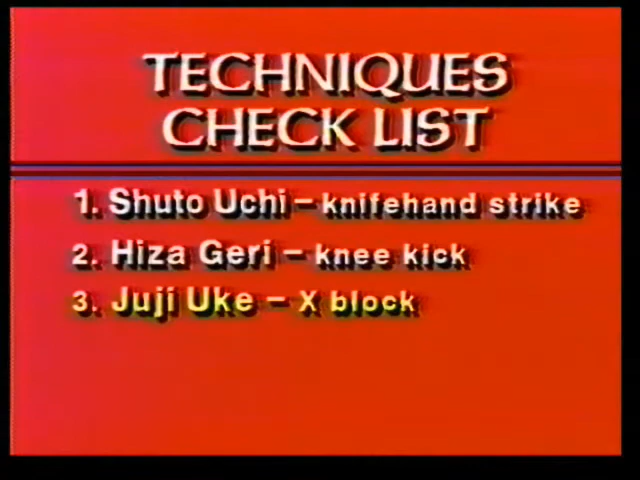 TECHNIQUES
CHECK LIST
1. Shuto Uchi – knifehand strike
2. Hiza Geri – knee kick
3. Juji Uke – X block